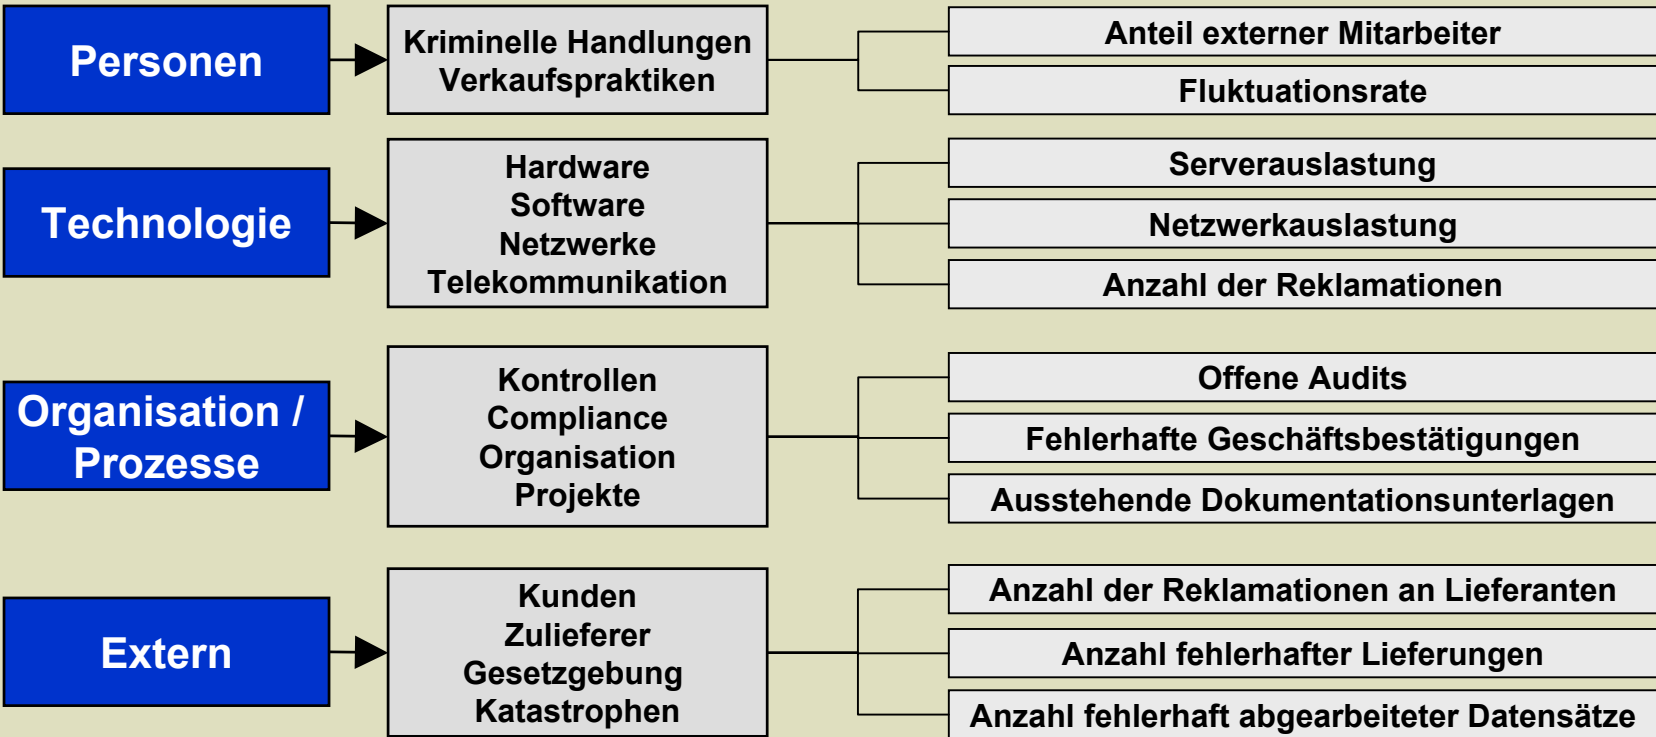 Personen
Kriminelle Handlungen
Verkaufspraktiken
Anteil externer Mitarbeiter
Fluktuationsrate
Technologie
Hardware
Software
Netzwerke
Telekommunikation
Serverauslastung
Netzwerkauslastung
Anzahl der Reklamationen
Organisation /
Prozesse
Kontrollen
Compliance
Organisation
Projekte
Offene Audits
Fehlerhafte Geschäftsbestätigungen
Ausstehende Dokumentationsunterlagen
Extern
Kunden
Zulieferer
Gesetzgebung
Katastrophen
Anzahl der Reklamationen an Lieferanten
Anzahl fehlerhafter Lieferungen
Anzahl fehlerhaft abgearbeiteter Datensätze